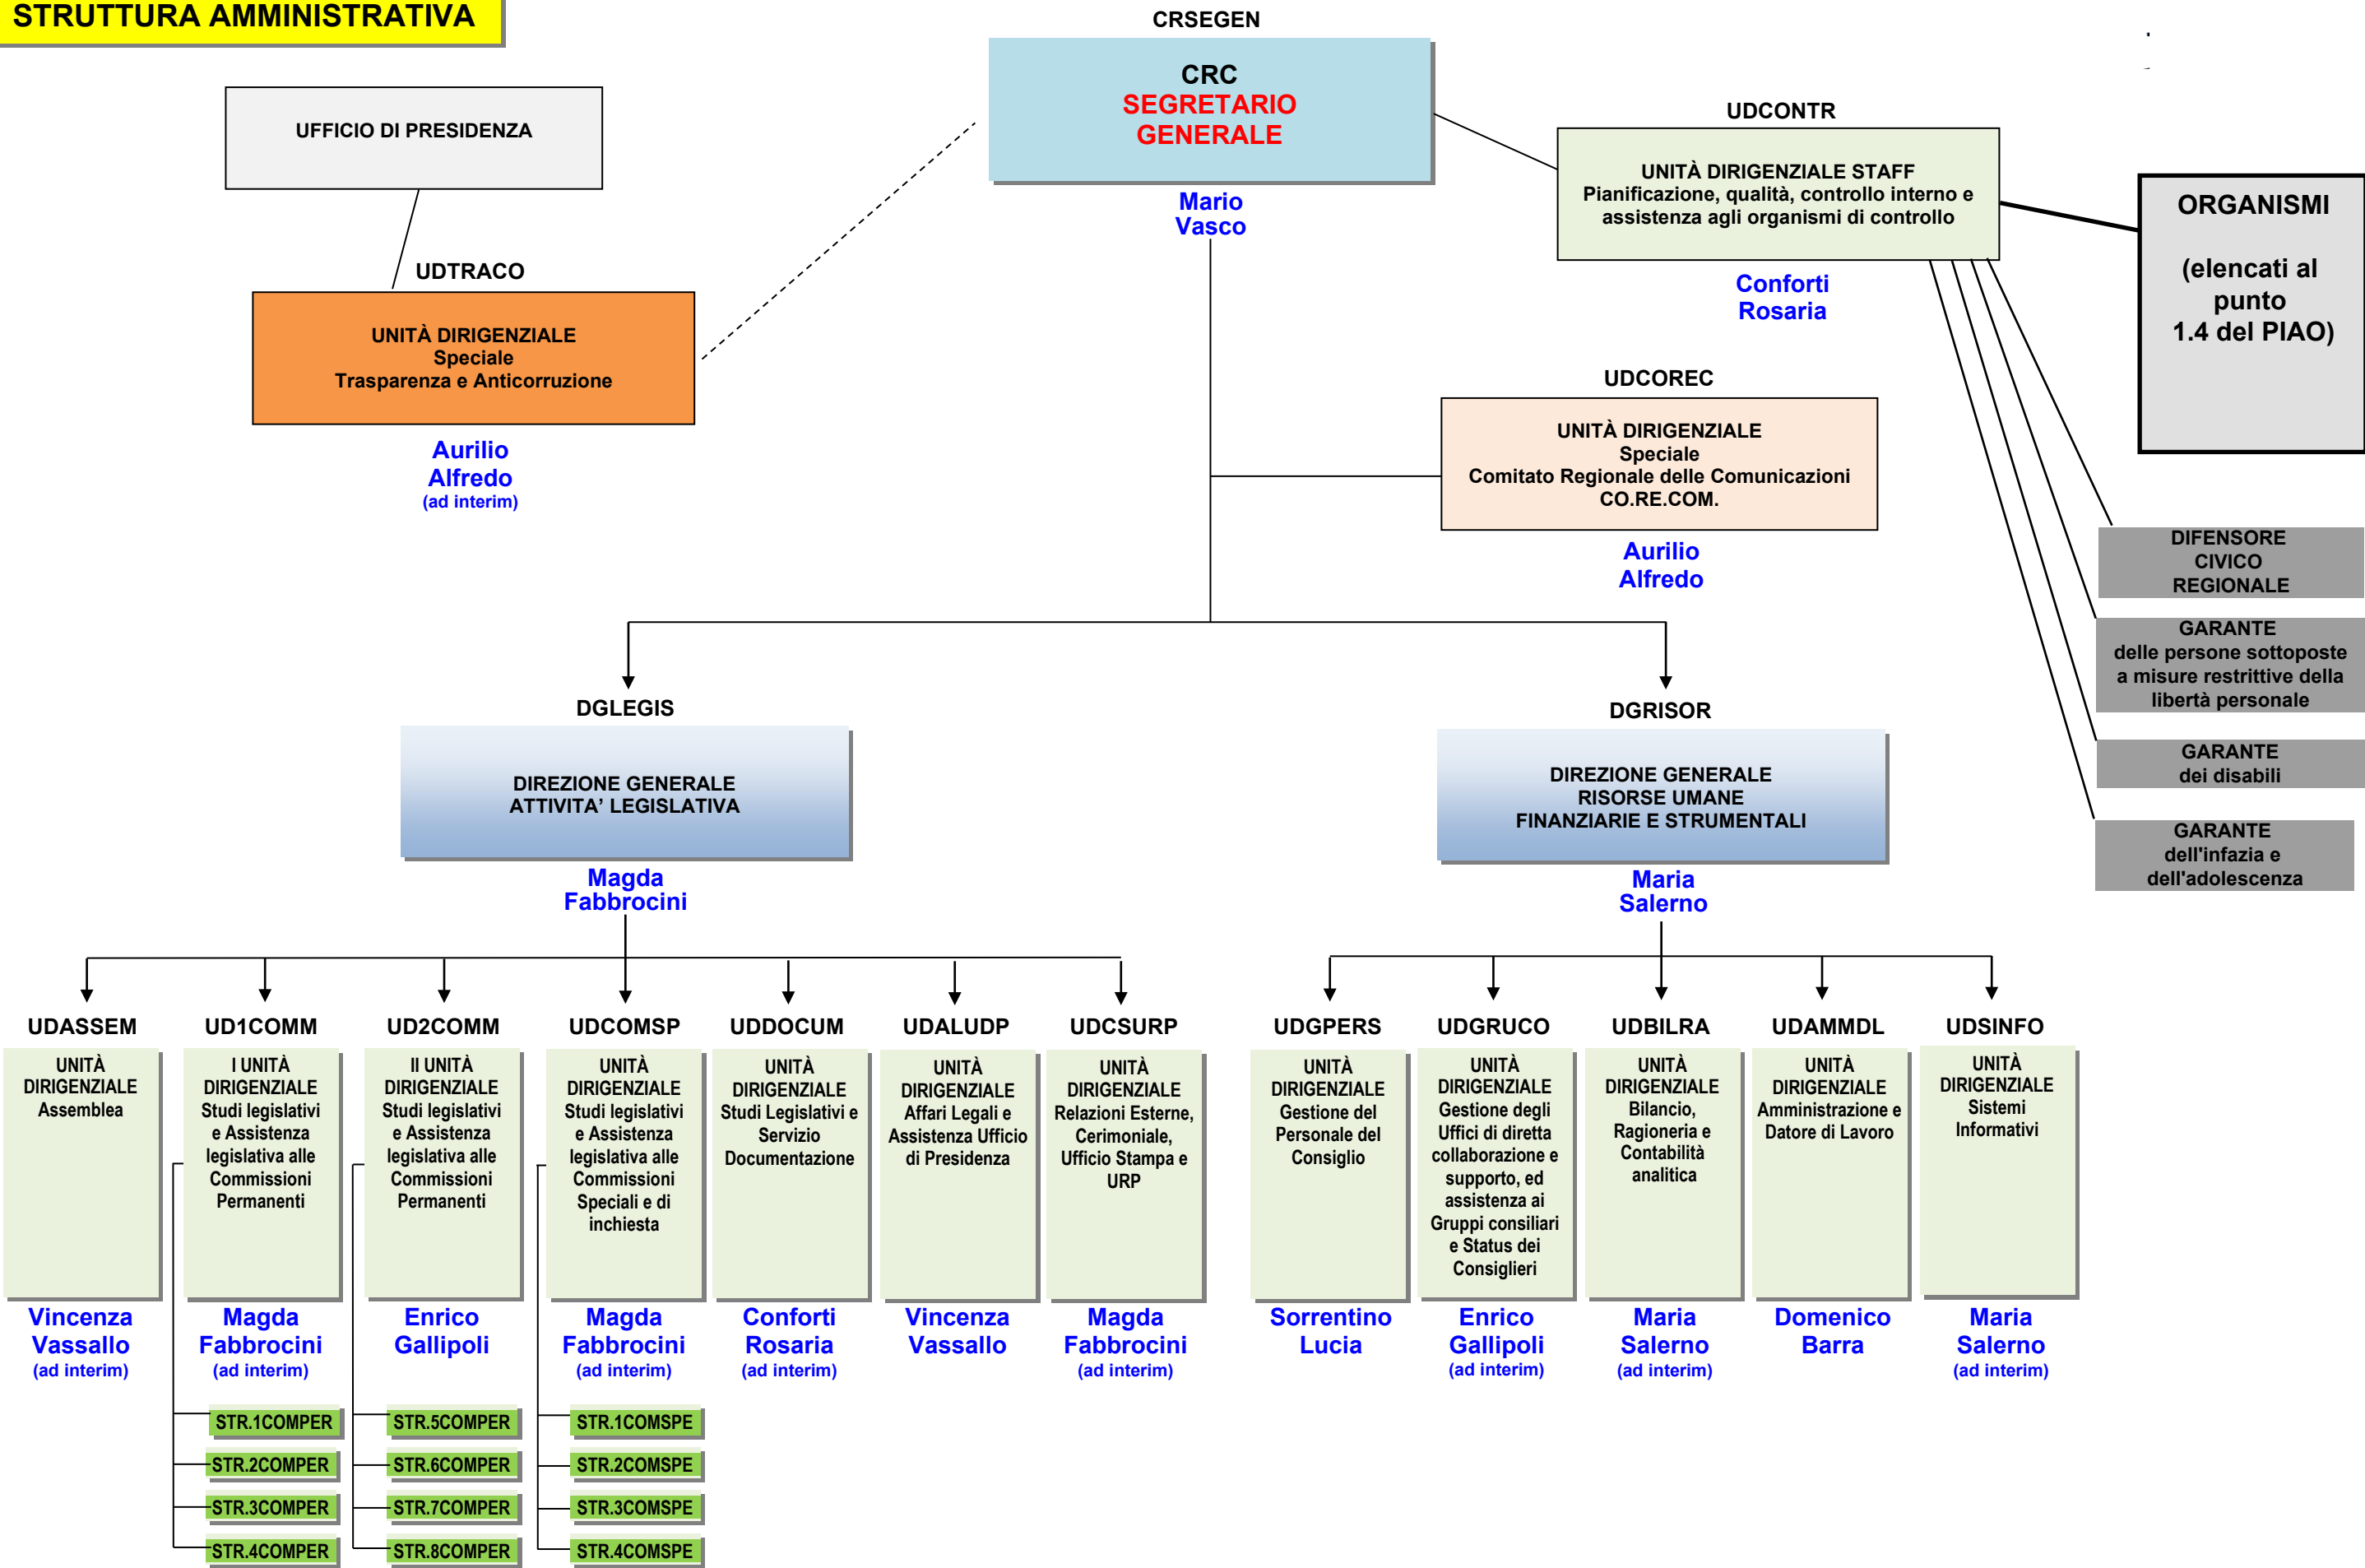 STRUTTURA AMMINISTRATIVA
CRSEGEN
CRC
SEGRETARIO
GENERALE
Mario
Vasco
UFFICIO DI PRESIDENZA
UDTRACO
UNITÀ DIRIGENZIALE
Speciale
Trasparenza e Anticorruzione
Aurilio
Alfredo
(ad interim)
UDCONTR
UNITÀ DIRIGENZIALE STAFF
Pianificazione, qualità, controllo interno e
assistenza agli organismi di controllo
Conforti
Rosaria
ORGANISMI
(elencati al
punto
1.4 del PIAO)
UDCOREC
UNITÀ DIRIGENZIALE
Speciale
Comitato Regionale delle Comunicazioni
CO.RE.COM.
Aurilio
Alfredo
DIFENSORE
CIVICO
REGIONALE
GARANTE
delle persone sottoposte
a misure restrittive della
libertà personale
GARANTE
dei disabili
GARANTE
dell'infazia e
dell'adolescenza
DGLEGIS
DIREZIONE GENERALE
ATTIVITA’ LEGISLATIVA
Magda
Fabbrocini
DGRISOR
DIREZIONE GENERALE
RISORSE UMANE
FINANZIARIE E STRUMENTALI
Maria
Salerno
UDASSEM
UNITÀ
DIRIGENZIALE
Assemblea
Vincenza
Vassallo
(ad interim)
UD1COMM
I UNITÀ
DIRIGENZIALE
Studi legislativi
e Assistenza
legislativa alle
Commissioni
Permanenti
Magda
Fabbrocini
(ad interim)
STR.1COMPER
STR.2COMPER
STR.3COMPER
STR.4COMPER
UD2COMM
II UNITÀ
DIRIGENZIALE
Studi legislativi
e Assistenza
legislativa alle
Commissioni
Permanenti
Enrico
Gallipoli
STR.5COMPER
STR.6COMPER
STR.7COMPER
STR.8COMPER
UDCOMSP
UNITÀ
DIRIGENZIALE
Studi legislativi
e Assistenza
legislativa alle
Commissioni
Speciali e di
inchiesta
Magda
Fabbrocini
(ad interim)
STR.1COMSPE
STR.2COMSPE
STR.3COMSPE
STR.4COMSPE
UDDOCUM
UNITÀ
DIRIGENZIALE
Studi Legislativi e
Servizio
Documentazione
Conforti
Rosaria
(ad interim)
UDALUDP
UNITÀ
DIRIGENZIALE
Affari Legali e
Assistenza Ufficio
di Presidenza
Vincenza
Vassallo
UDCSURP
UNITÀ
DIRIGENZIALE
Relazioni Esterne,
Cerimoniale,
Ufficio Stampa e
URP
Magda
Fabbrocini
(ad interim)
UDGPERS
UNITÀ
DIRIGENZIALE
Gestione del
Personale del
Consiglio
Sorrentino
Lucia
UDGRUCO
UNITÀ
DIRIGENZIALE
Gestione degli
Uffici di diretta
collaborazione e
supporto, ed
assistenza ai
Gruppi consiliari
e Status dei
Consiglieri
Enrico
Gallipoli
(ad interim)
UDBILRA
UNITÀ
DIRIGENZIALE
Bilancio,
Ragioneria e
Contabilità
analitica
Maria
Salerno
(ad interim)
UDAMMDL
UNITÀ
DIRIGENZIALE
Amministrazione e
Datore di Lavoro
Domenico
Barra
UDSINFO
UNITÀ
DIRIGENZIALE
Sistemi
Informativi
Maria
Salerno
(ad interim)